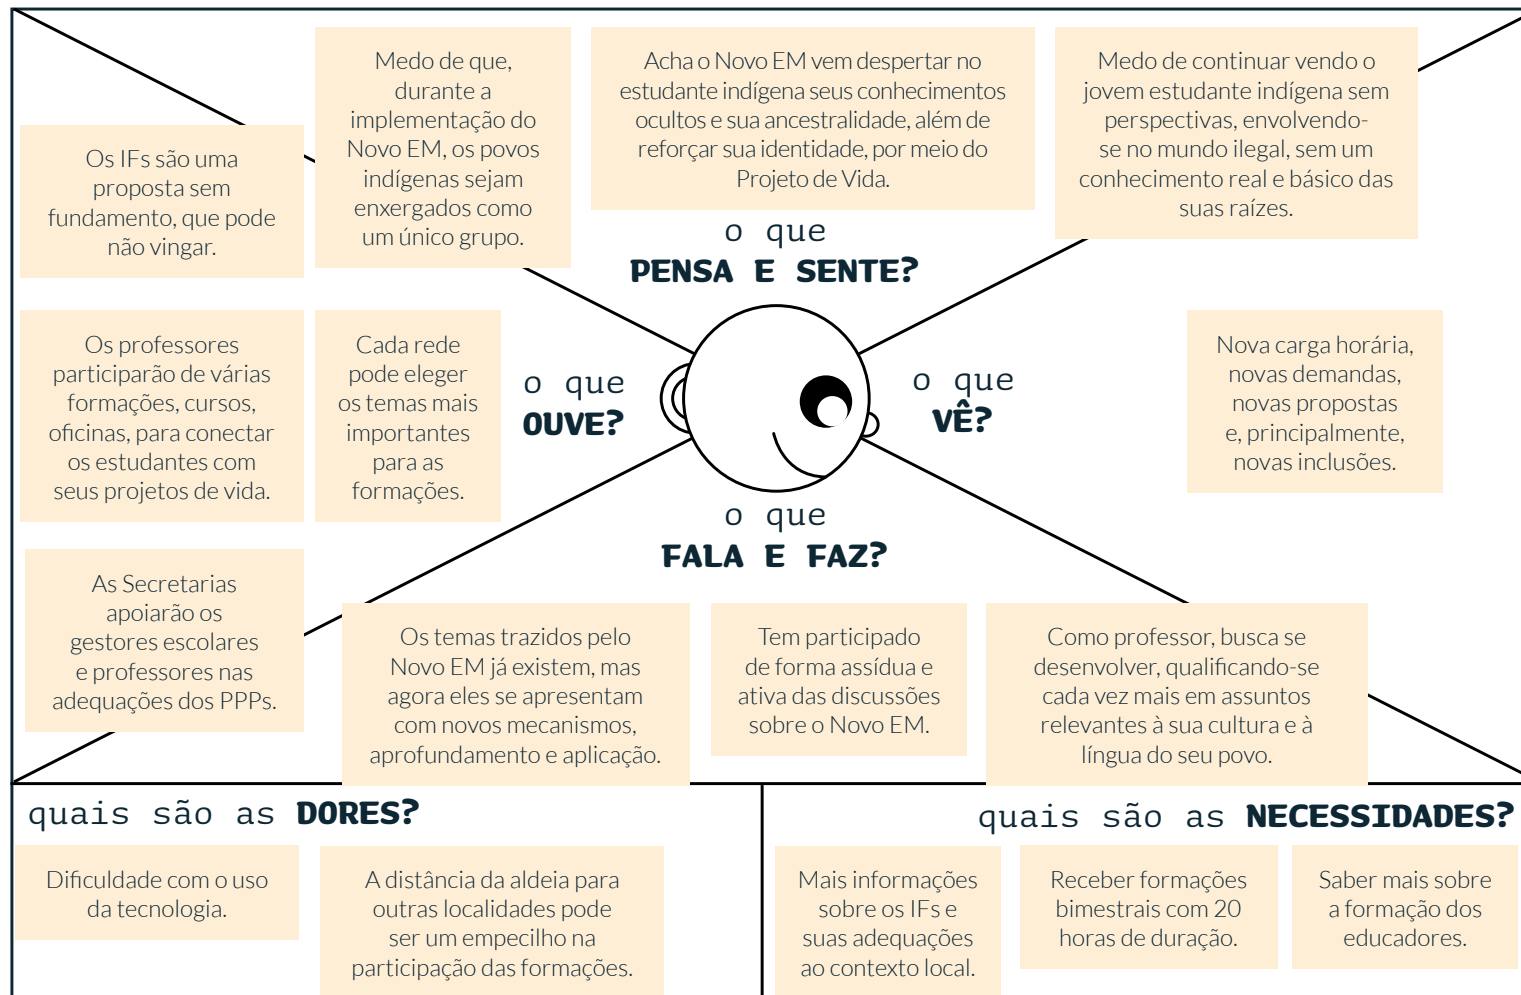 Medo de que,
durante a
implementação do
Novo EM, os povos
indígenas sejam
enxergados como
um único grupo.
Acha o Novo EM vem despertar no
estudante indígena seus conhecimentos
ocultos e sua ancestralidade, além de
reforçar sua identidade, por meio do
Projeto de Vida.
Medo de continuar vendo o
jovem estudante indígena sem
perspectivas, envolvendo-
se no mundo ilegal, sem um
conhecimento real e básico das
suas raízes.
o que
PENSA E SENTE?
Os IFs são uma
proposta sem
fundamento, que pode
não vingar.
Os professores
participarão de várias
formações, cursos,
oficinas, para conectar
os estudantes com
seus projetos de vida.
Cada rede
pode eleger
os temas mais
importantes
para as
formações.
o que
OUVE?
As Secretarias
apoiarão os
gestores escolares
e professores nas
adequações dos PPPs.
o que
VÊ?
Nova carga horária,
novas demandas,
novas propostas
e, principalmente,
novas inclusões.
o que
FALA E FAZ?
Os temas trazidos pelo
Novo EM já existem, mas
agora eles se apresentam
com novos mecanismos,
aprofundamento e aplicação.
Tem participado
de forma assídua e
ativa das discussões
sobre o Novo EM.
Como professor, busca se
desenvolver, qualificando-se
cada vez mais em assuntos
relevantes à sua cultura e à
língua do seu povo.
quais são as DORES?
Dificuldade com o uso
da tecnologia.
A distância da aldeia para
outras localidades pode
ser um empecilho na
participação das formações.
quais são as NECESSIDADES?
Mais informações
sobre os IFs e
suas adequações
ao contexto local.
Receber formações
bimestrais com 20
horas de duração.
Saber mais sobre
a formação dos
educadores.